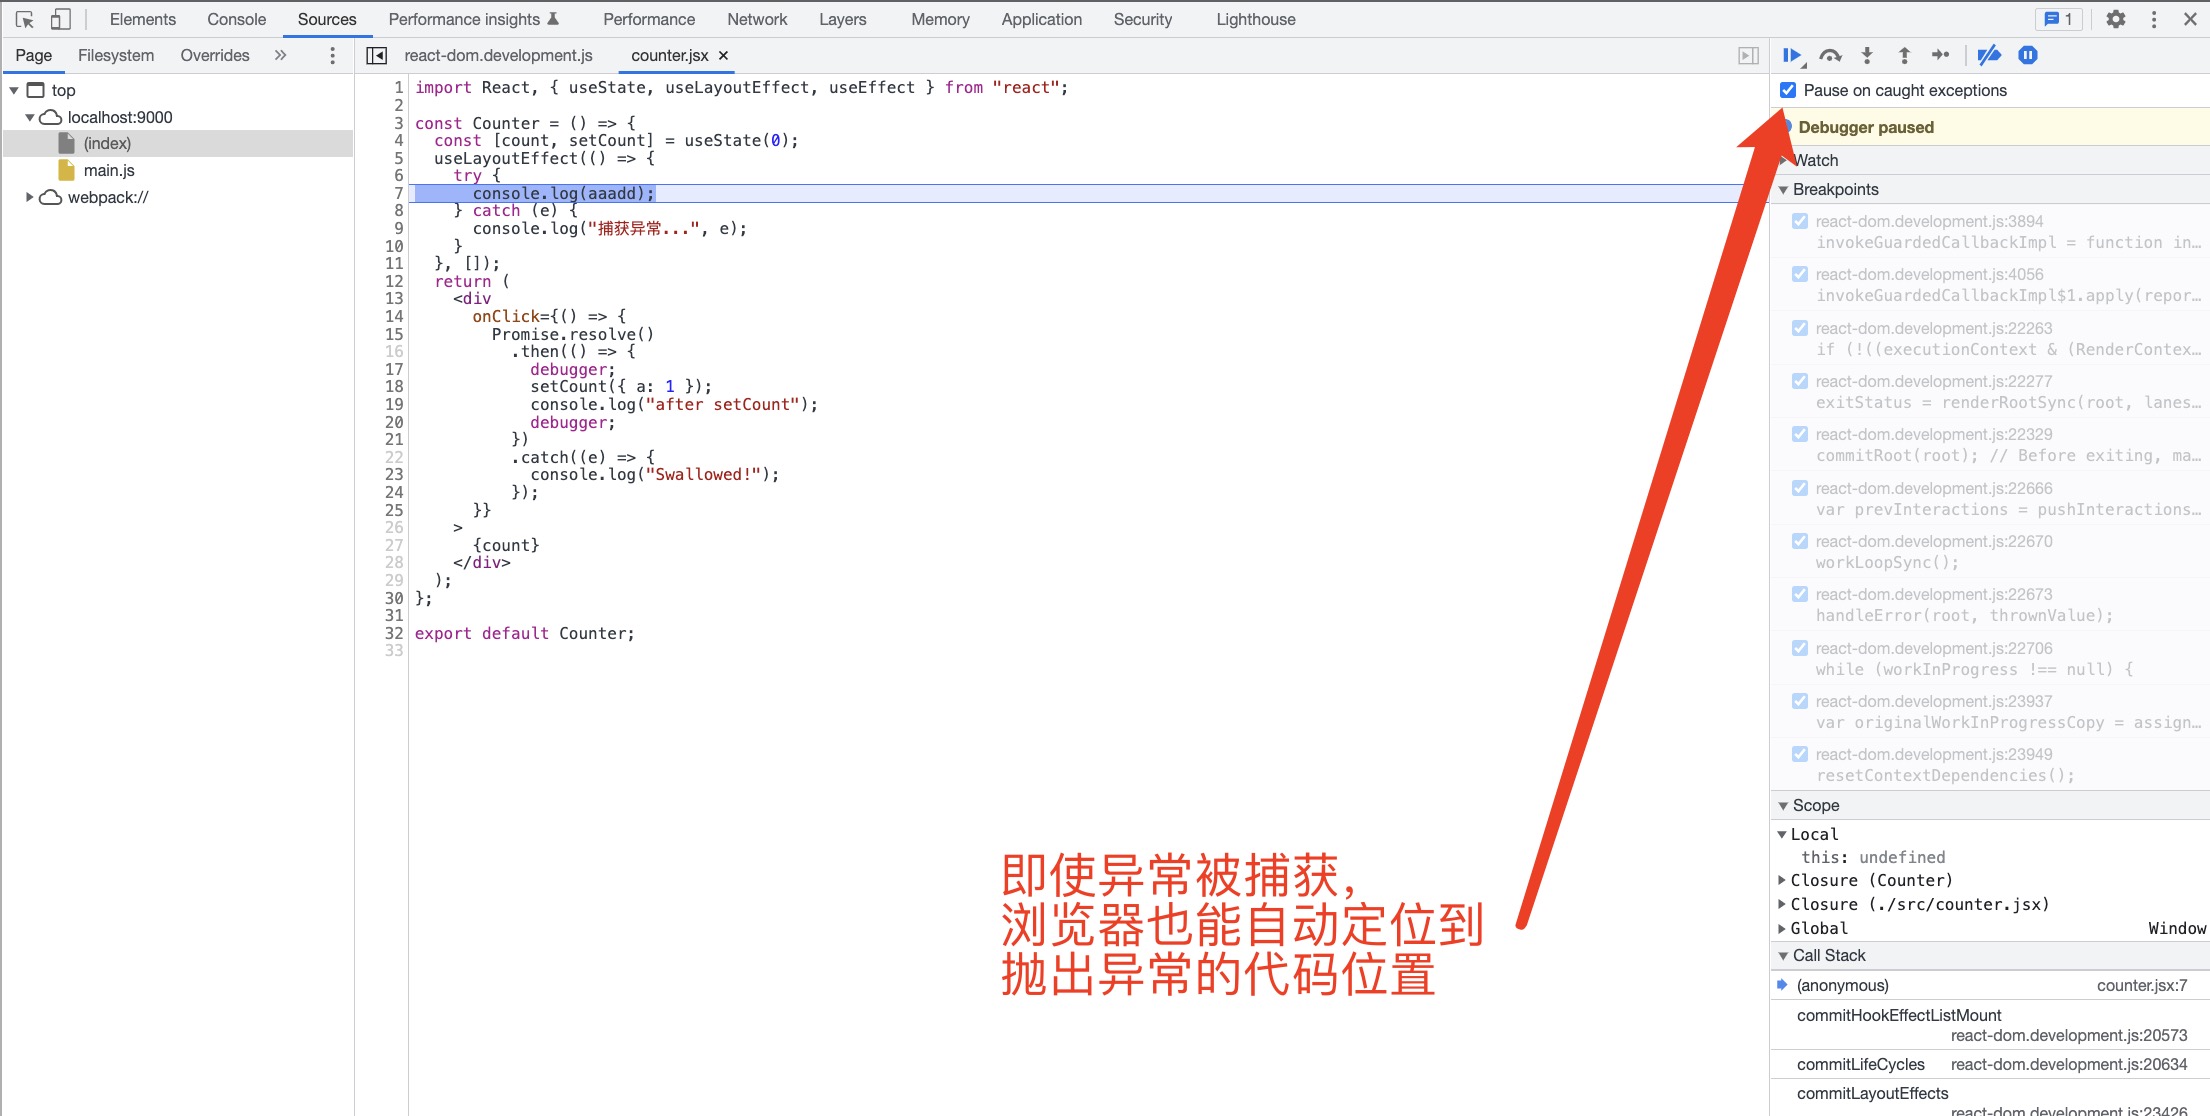 Elements Console Sources Performance insights Performance Network Layers Memory Application Security Lighthouse 1
Page Filesystem Overrides
react-dom.development.js counter.jsx
top
localhost:9000
(index)
main.js
webpack://
1 import React, { useState, useLayoutEffect, useEffect } from "react";
2
3 const Counter = () => {
4 const [count, setCount] = useState(0);
5 useLayoutEffect(() => {
6 try {
7 console.log(aaadd);
8 } catch (e) {
9 console.log("捕获异常...", e);
10 }
11 }, []);
12 return (
13 <div
14 onClick={() => {
15 Promise.resolve()
16 .then(() => {
17 debugger;
18 setCount({ a: 1 });
19 console.log("after setCount");
20 debugger;
21 })
22 .catch((e) => {
23 console.log("Swallowed!");
24 });
25 }}
26 >
27 {count}
28 </div>
29 );
30 };
31
32 export default Counter;
33
即使异常被捕获，
浏览器也能自动定位到
抛出异常的代码位置
Pause on caught exceptions
Debugger paused
Watch
Breakpoints
react-dom.development.js:3894
invokeGuardedCallbackImpl = function in…
react-dom.development.js:4056
invokeGuardedCallbackImpl$1.apply(repor…
react-dom.development.js:22263
if (!((executionContext & (RenderContex…
react-dom.development.js:22277
exitStatus = renderRootSync(root, lanes…
react-dom.development.js:22329
commitRoot(root); // Before exiting, ma…
react-dom.development.js:22666
var prevInteractions = pushInteractions…
react-dom.development.js:22670
workLoopSync();
react-dom.development.js:22673
handleError(root, thrownValue);
react-dom.development.js:22706
while (workInProgress !== null) {
react-dom.development.js:23937
var originalWorkInProgressCopy = assign…
react-dom.development.js:23949
resetContextDependencies();
Scope
Local
this: undefined
Closure (Counter)
Closure (./src/counter.jsx)
Global Window
Call Stack
(anonymous) counter.jsx:7
commitHookEffectListMount
react-dom.development.js:20573
commitLifeCycles react-dom.development.js:20634
commitLayoutEffects
react-dom.development.js:23426